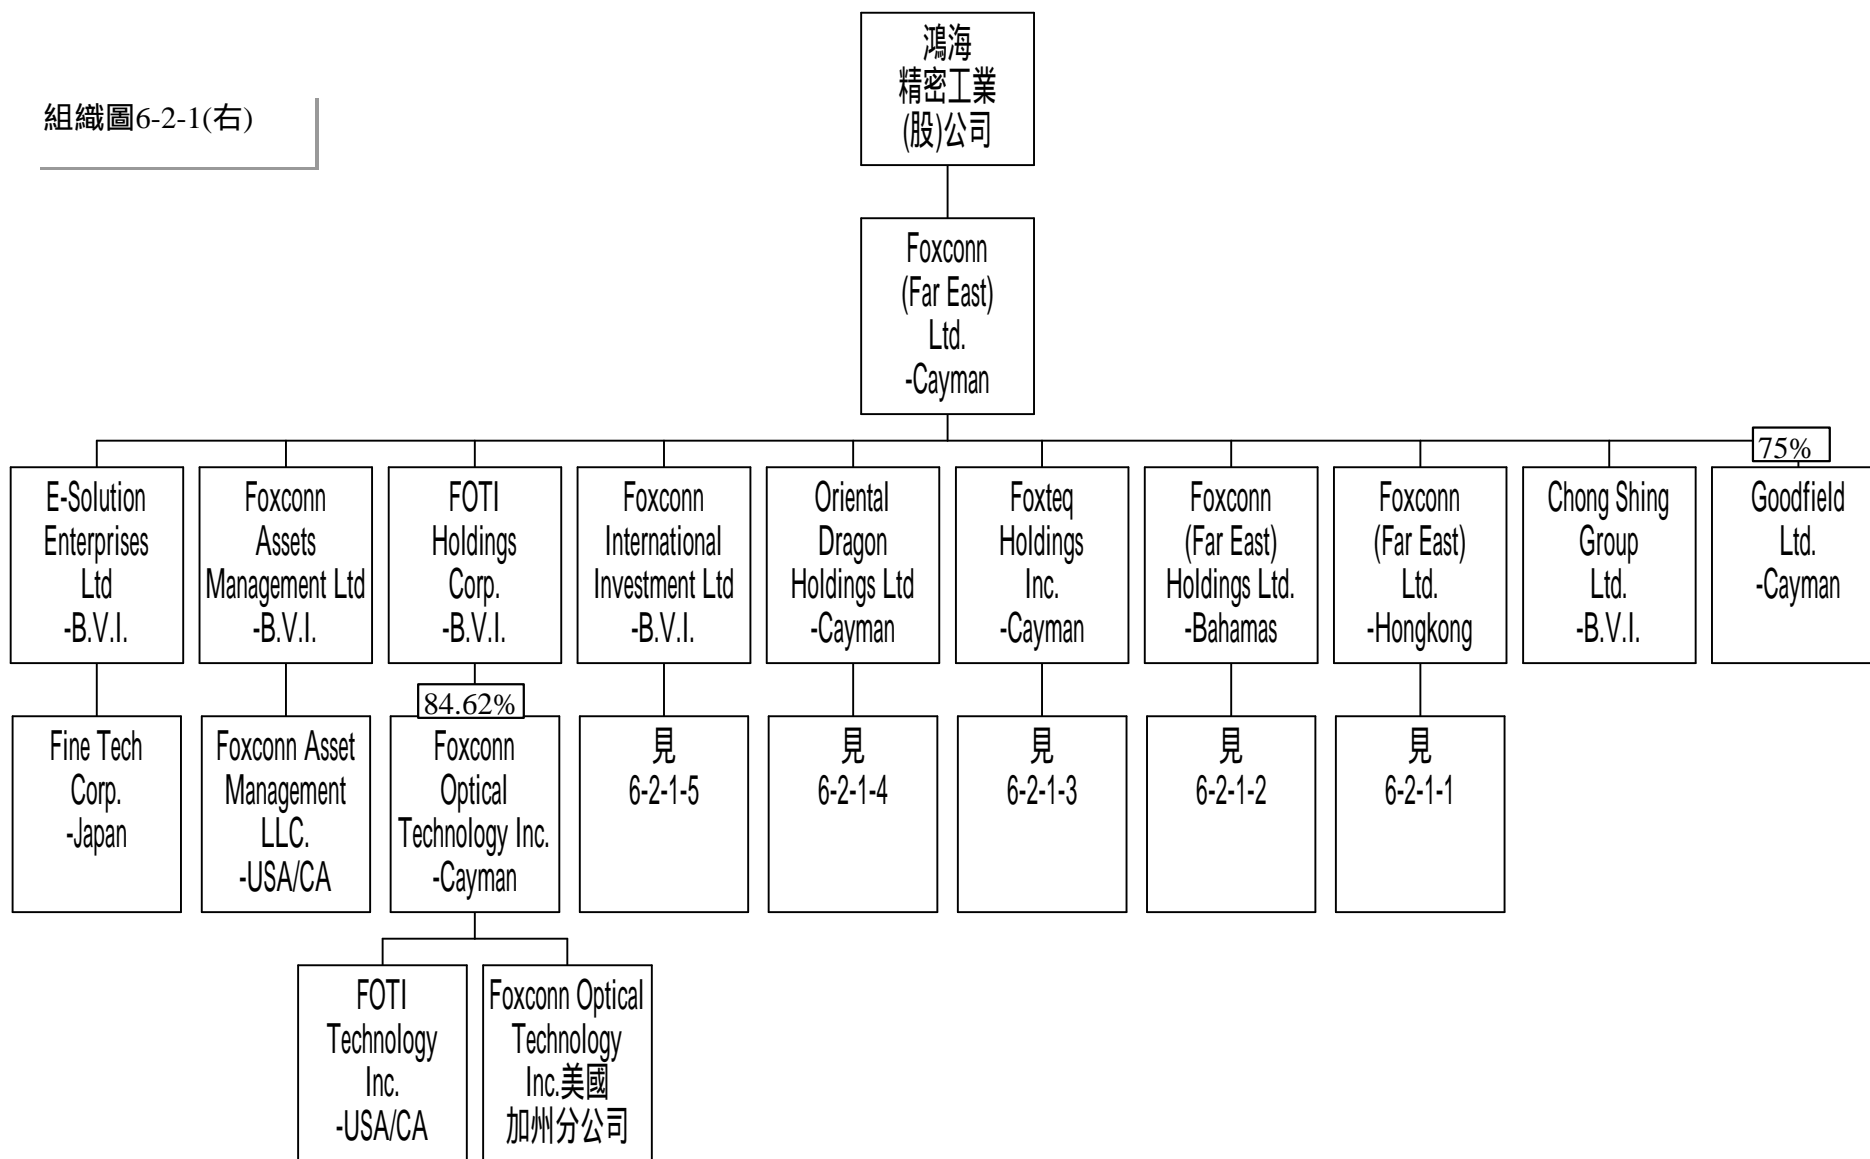 組織圖6-2-1(右)
鴻海
精密工業
(股)公司
Foxconn
(Far East)
Ltd.
-Cayman
75%
E-Solution
Enterprises
Ltd
-B.V.I.
Foxconn
Assets
Management Ltd
-B.V.I.
FOTI
Holdings
Corp.
-B.V.I.
Foxconn
International
Investment Ltd
-B.V.I.
Oriental
Dragon
Holdings Ltd
-Cayman
Foxteq
Holdings
Inc.
-Cayman
Foxconn
(Far East)
Holdings Ltd.
-Bahamas
Foxconn
(Far East)
Ltd.
-Hongkong
Chong Shing
Group
Ltd.
-B.V.I.
Goodfield
Ltd.
-Cayman
84.62%
Fine Tech
Corp.
-Japan
Foxconn Asset
Management
LLC.
-USA/CA
Foxconn
Optical
Technology Inc.
-Cayman
見
6-2-1-5
見
6-2-1-4
見
6-2-1-3
見
6-2-1-2
見
6-2-1-1
FOTI
Technology
Inc.
-USA/CA
Foxconn Optical
Technology
Inc.美國
加州分公司